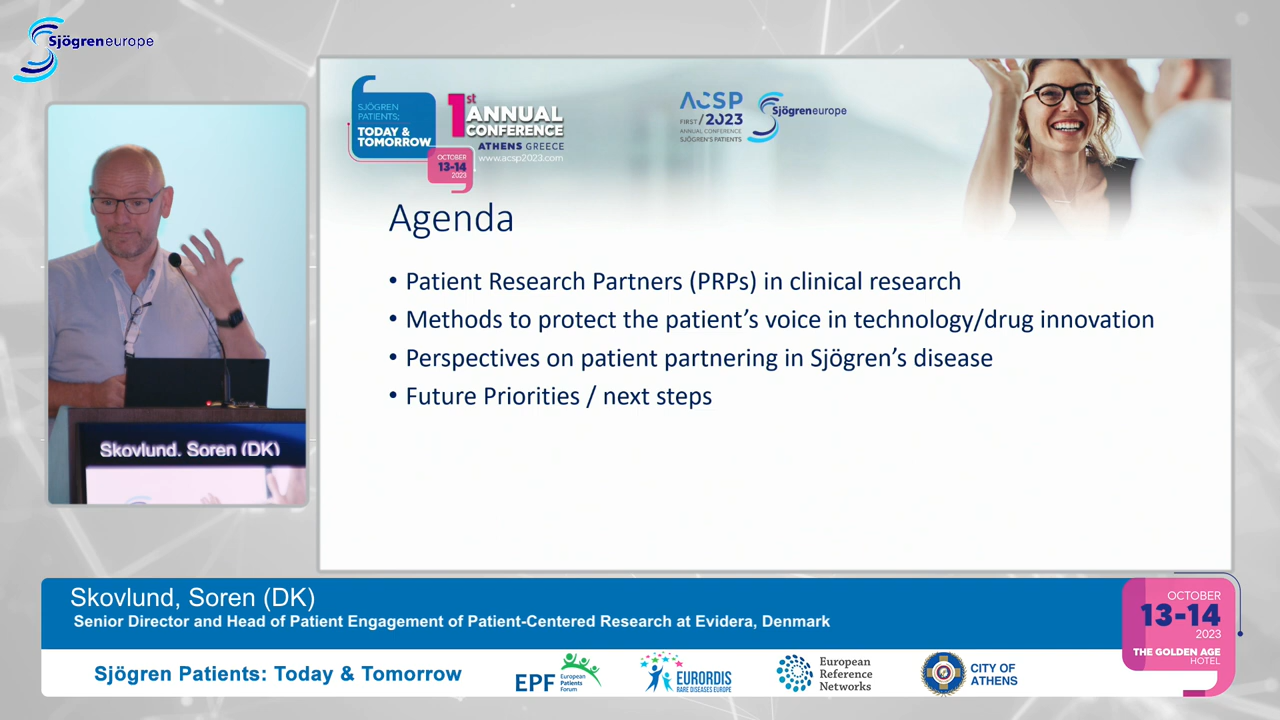 Sjögreneurope
SJÖGREN
PATIENTS:
TODAY &
TOMORROW
OCTOBER
13-14
2023
1st
ANNUAL
CONFERENCE
ATHENS GREECE
www.acsp2023.com
ACSP
FIRST / 2023
ANNUAL CONFERENCE
SJÖGREN'S PATIENTS
Sjögreneurope
Agenda
• Patient Research Partners (PRPs) in clinical research
• Methods to protect the patient's voice in technology/drug innovation
• Perspectives on patient partnering in Sjögren's disease
• Future Priorities / next steps
Skovlund. Soren (DK)
Skovlund, Soren (DK)
Senior Director and Head of Patient Engagement of Patient-Centered Research at Evidera, Denmark
Sjögren Patients: Today & Tomorrow
EPF
European
Patients
Forum
EURORDIS
RARE DISEASES EUROPE
European
Reference
Networks
CITY OF
ATHENS
OCTOBER
13-14
2023
THE GOLDEN AGE
HOTEL